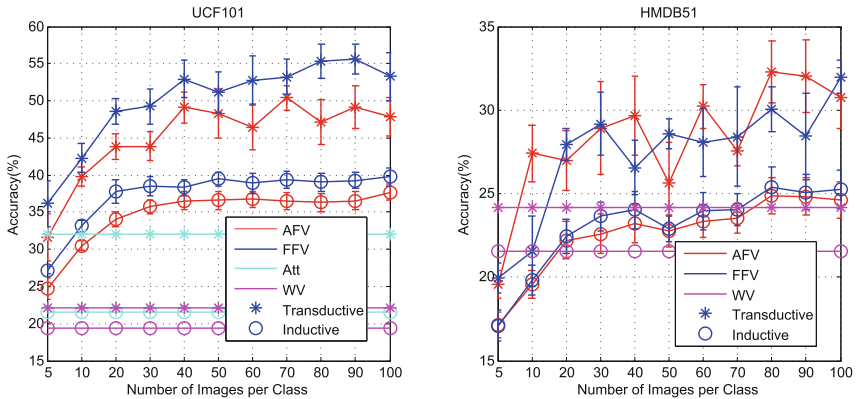 UCF101
60
55
50
45
40
35
30
25
20
15
Accuracy(%)
5 10 20 30 40 50 60 70 80 90 100
Number of Images per Class
AFV
FFV
Att
WV
Transductive
Inductive
HMDB51
35
30
25
20
15
Accuracy(%)
5 10 20 30 40 50 60 70 80 90 100
Number of Images per Class
AFV
FFV
WV
Transductive
Inductive